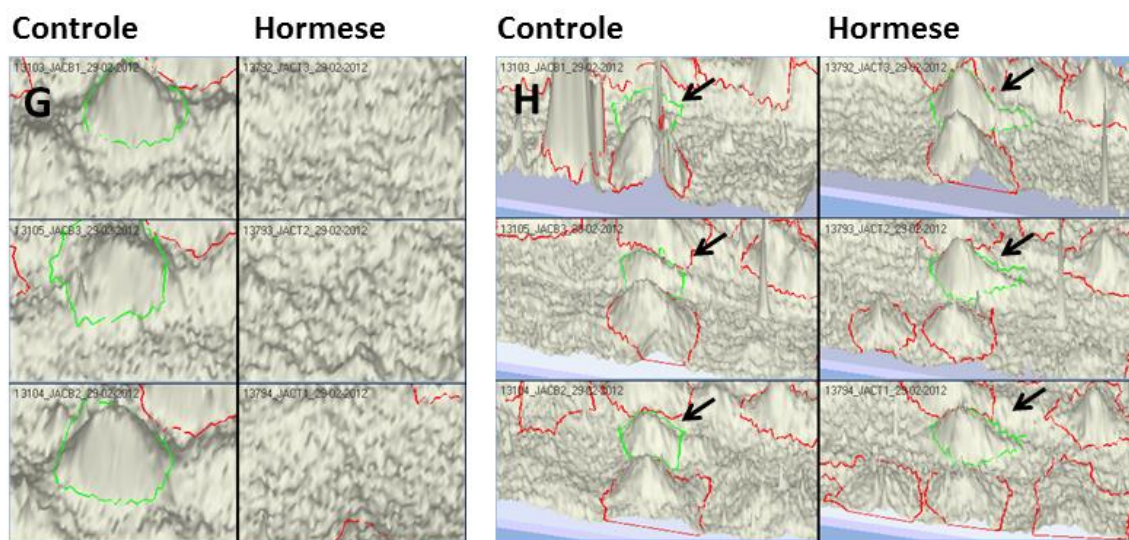 Controle Hormese Controle Hormese
G
13103_JACB1_29-02-2012 13792_JACT3_29-02-2012
13105_JACB3_29-02-2012 13793_JACT2_29-02-2012
13104_JACB2_29-02-2012 13794_JACT1_29-02-2012
H
13103_JACB1_29-02-2012 13792_JACT3_29-02-2012
13105_JACB3_29-02-2012 13793_JACT2_29-02-2012
13104_JACB2_29-02-2012 13794_JACT1_29-02-2012